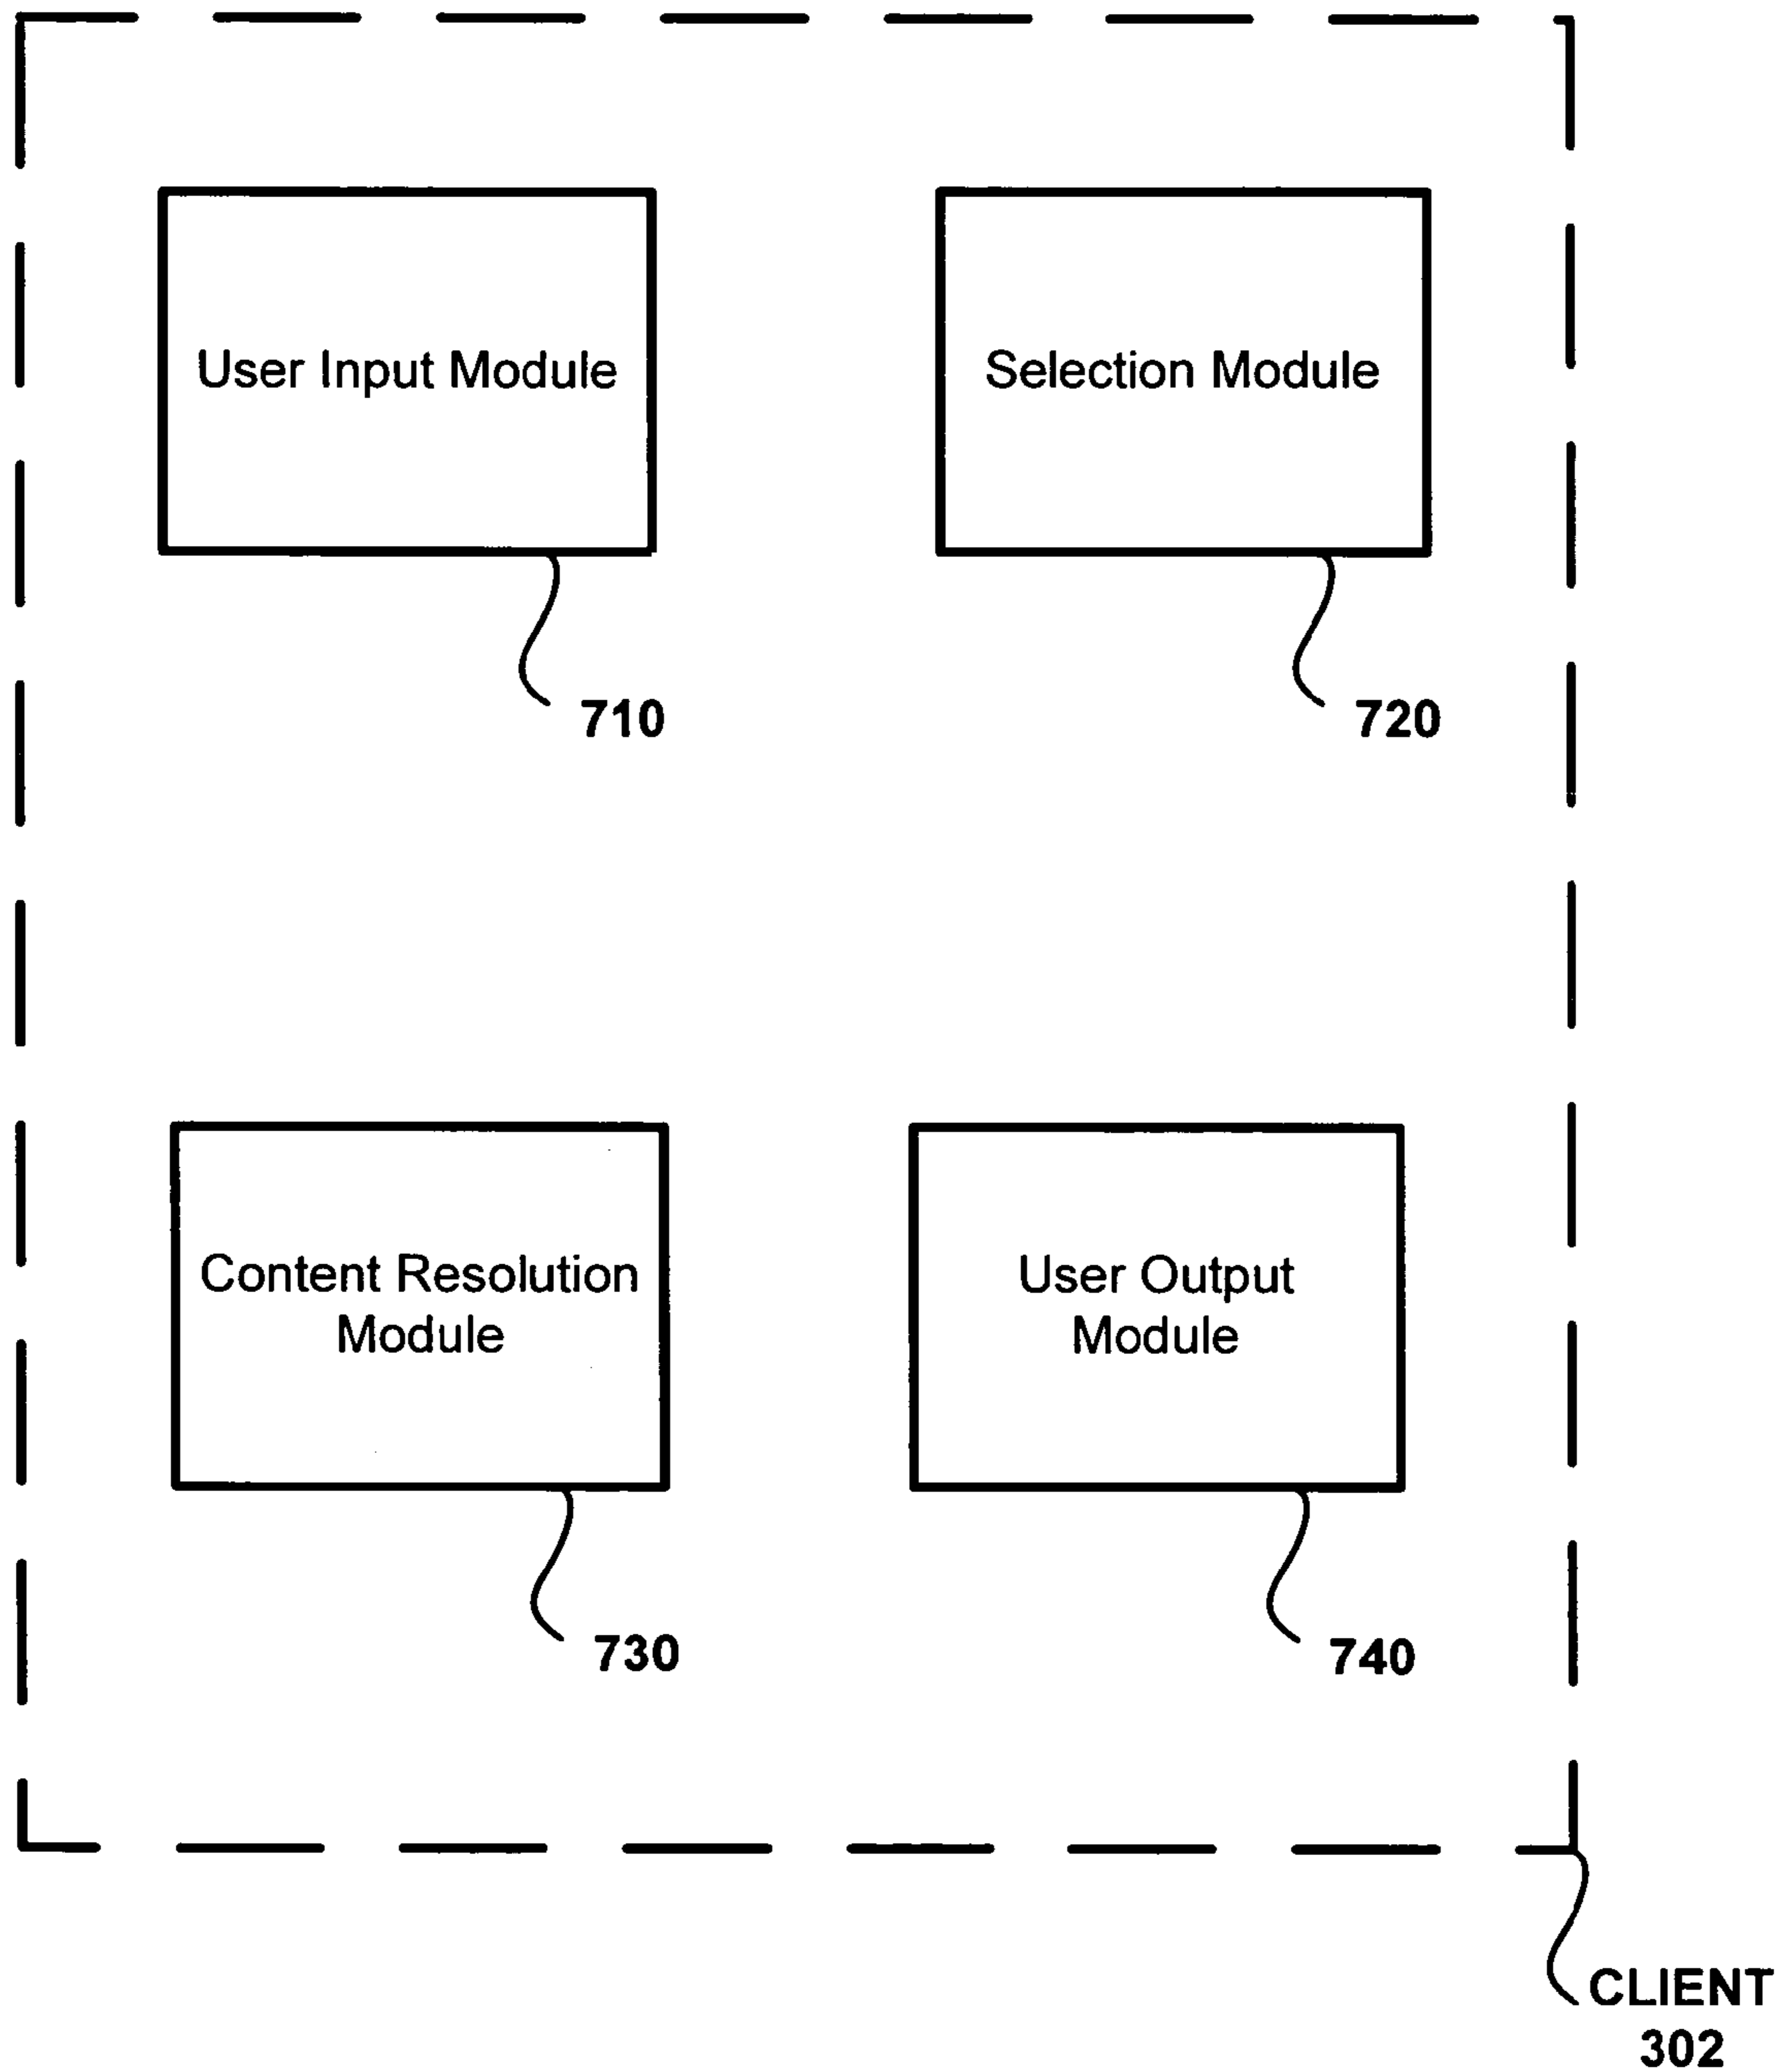 User Input Module
Selection Module
710
720
Content Resolution
Module
User Output
Module
730
740
CLIENT
302